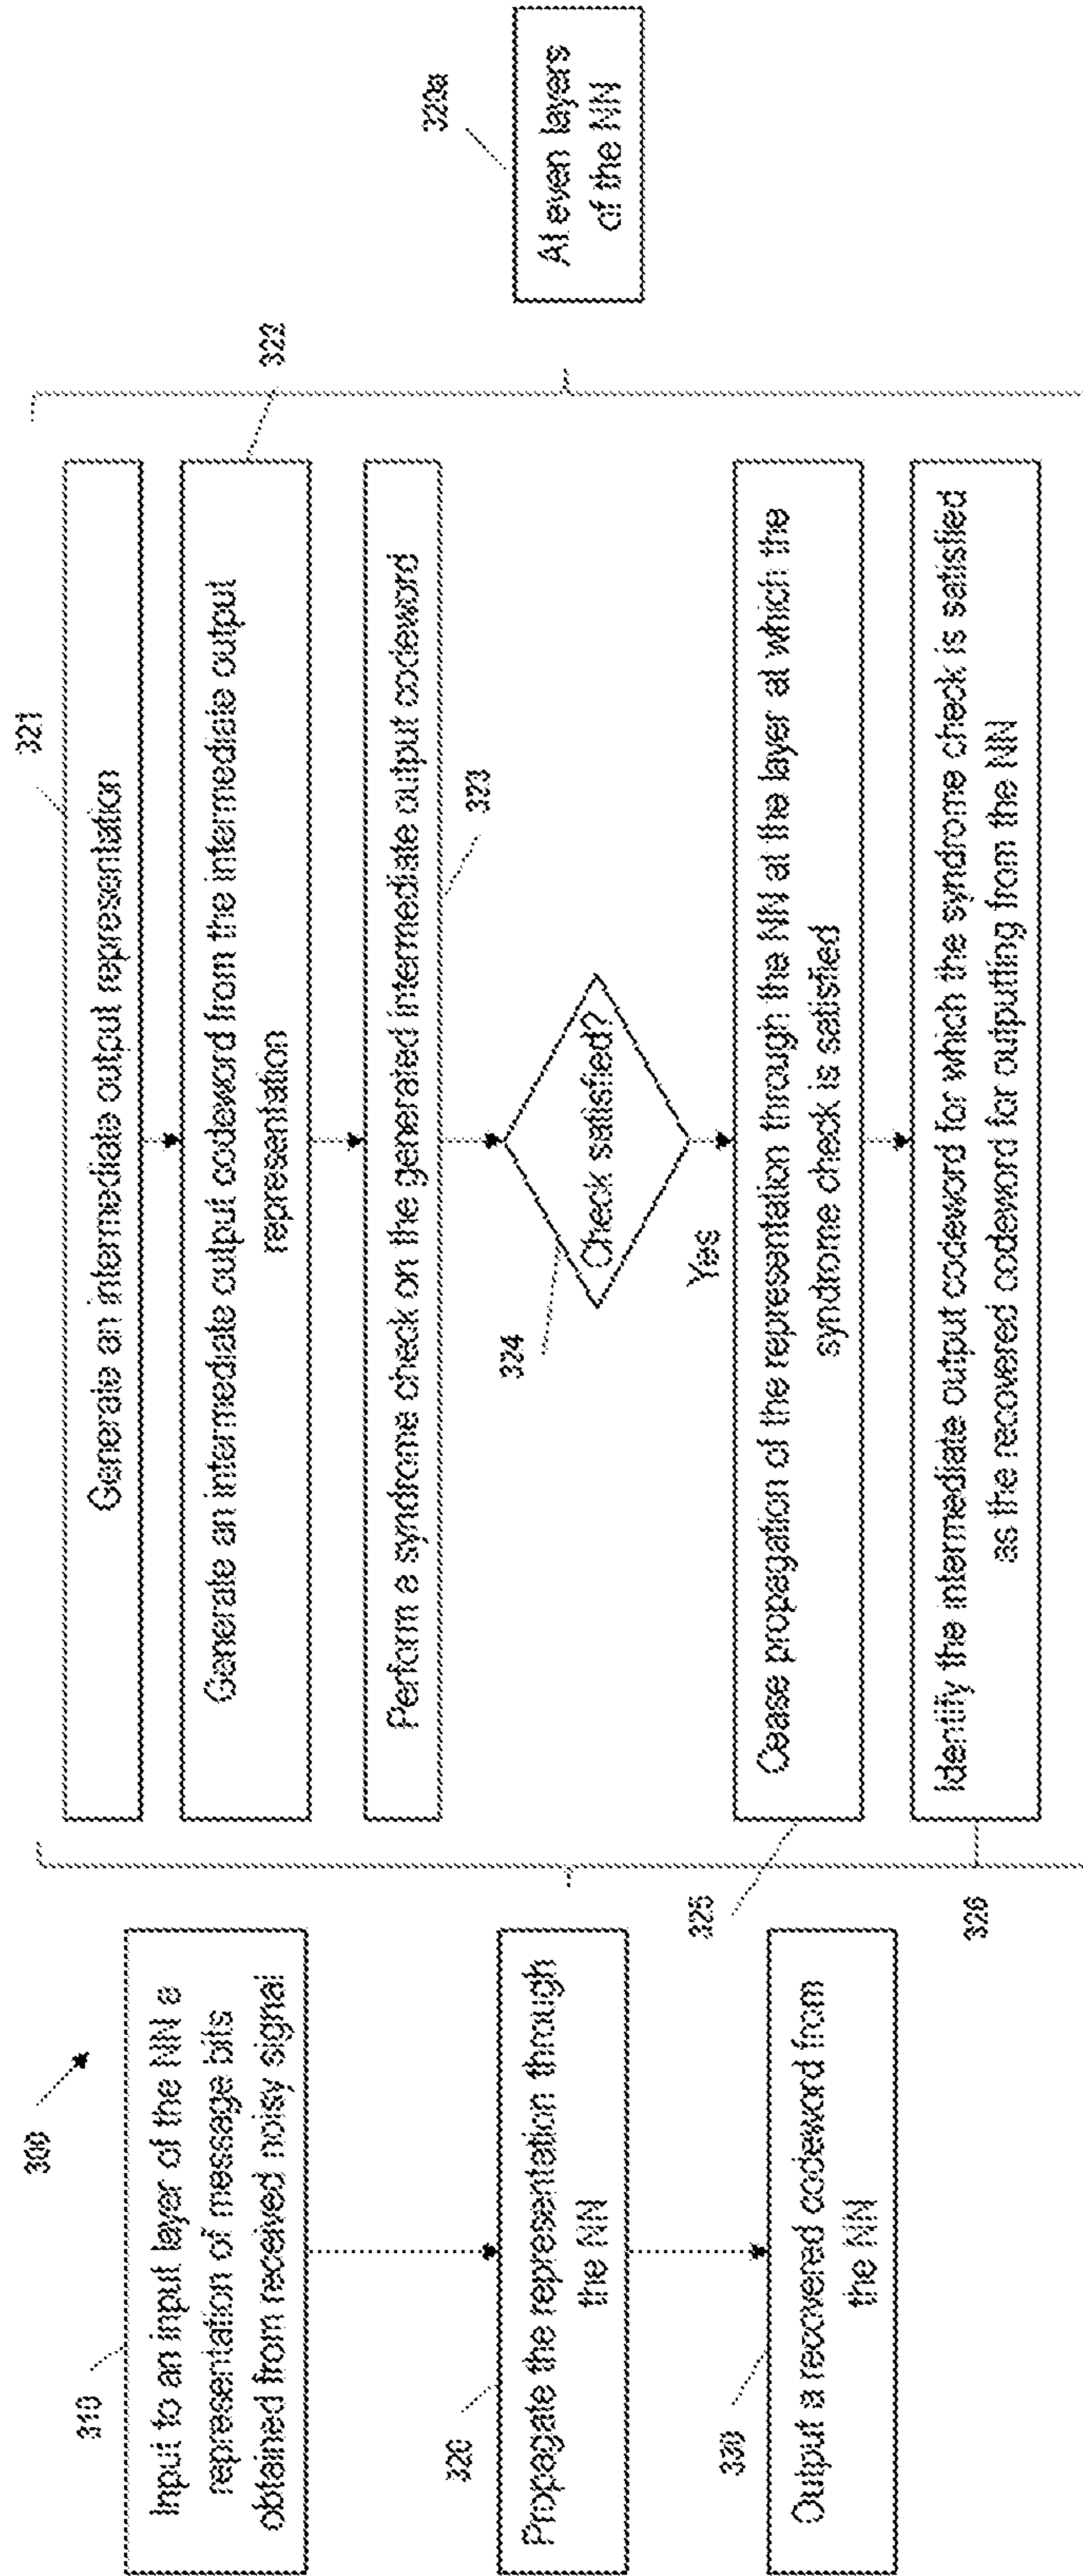 300
310
Input to an input layer of the NN a
representation of message bits
obtained from received noisy signal
320
Propagate the representation through
the NN
330
Output a recovered codeword from
the NN
321
Generate an intermediate output representation
322
Generate an intermediate output codeword from the intermediate output
representation
323
Perform a syndrome check on the generated intermediate output codeword
324
Check satisfied?
Yes
325
Cease propagation of the representation through the NN at the layer at which the
syndrome check is satisfied
326
Identify the intermediate output codeword for which the syndrome check is satisfied
as the recovered codeword for outputing from the NN
320a
At even layers
of the NN